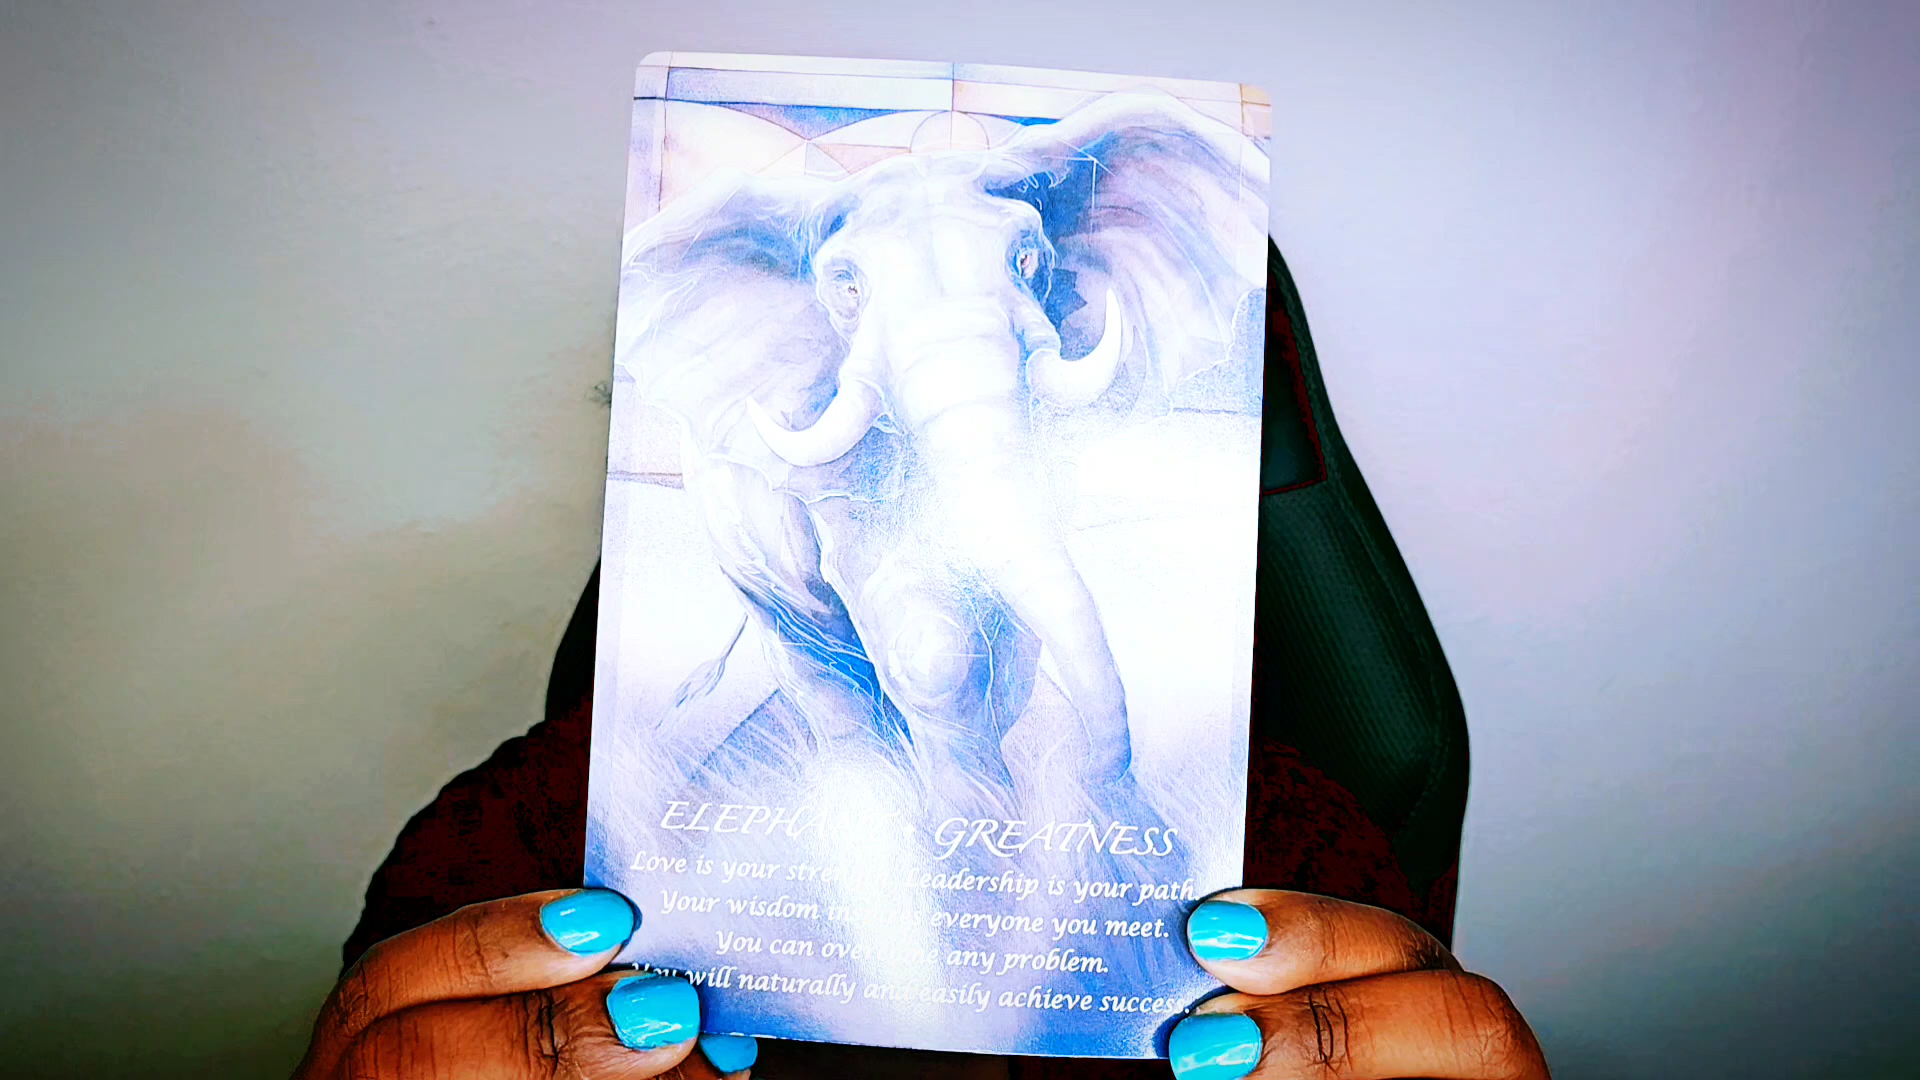 ELEPHANT • GREATNESS
Love is your strength. Leadership is your path.
Your wisdom inspires everyone you meet.
You can overcome any problem.
You will naturally and easily achieve success.